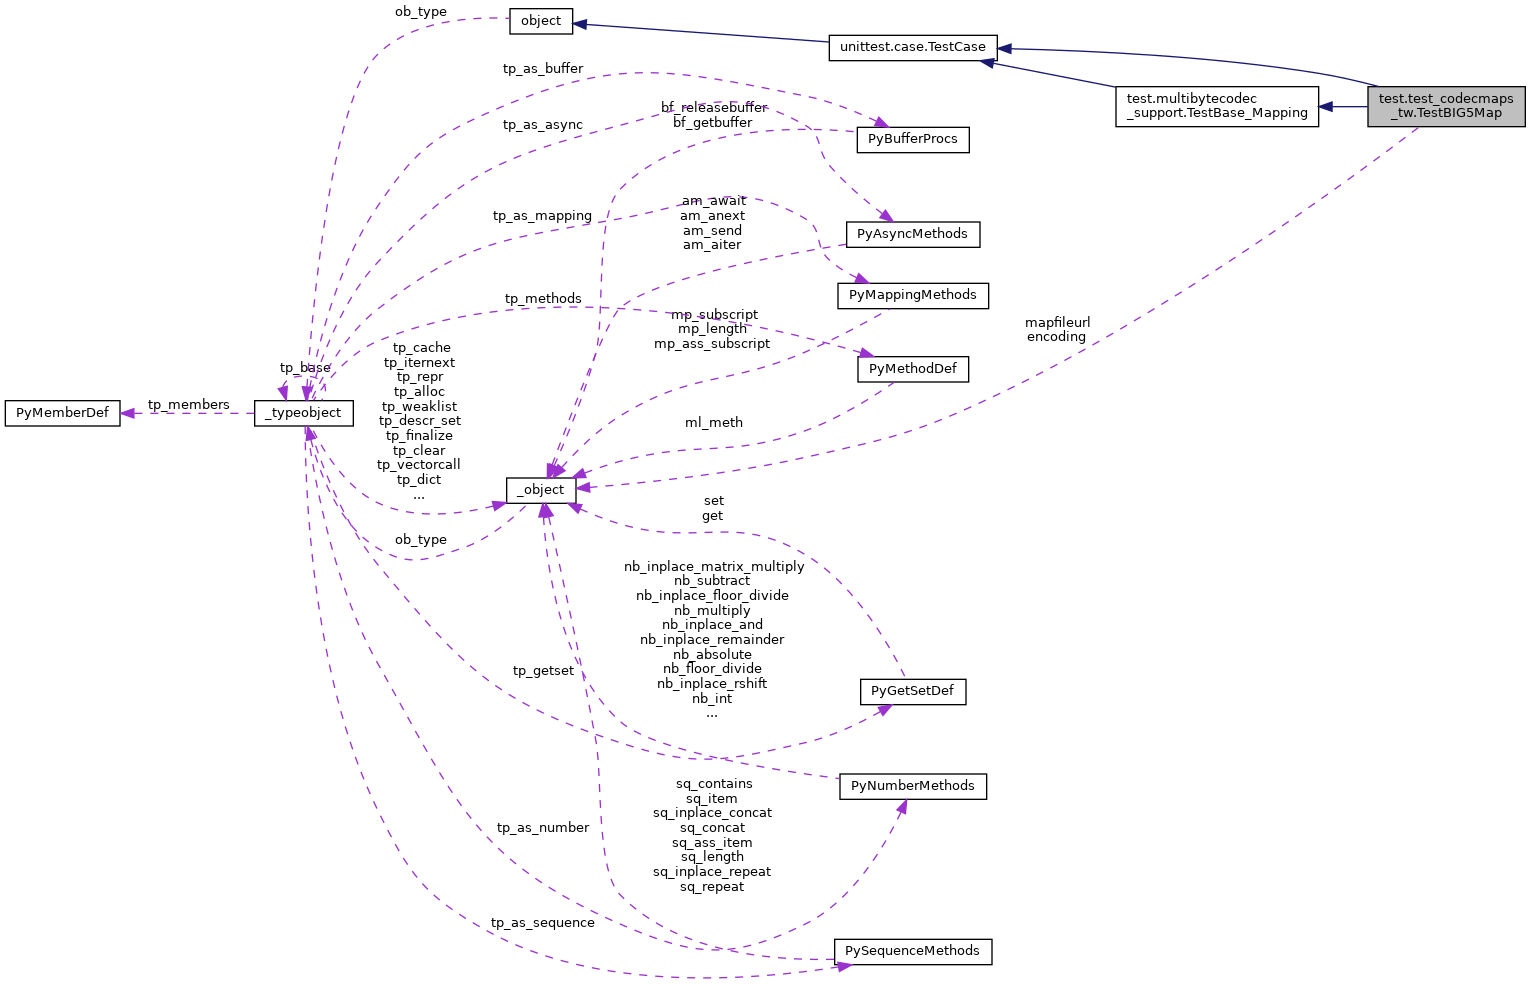 ob_type
object
unittest.case.TestCase
tp_as_buffer
test.multibytecodec
_support.TestBase_Mapping
test.test_codecmaps
_tw.TestBIG5Map
bf_releasebuffer
bf_getbuffer
tp_as_async
PyBufferProcs
am_await
am_anext
am_send
am_aiter
tp_as_mapping
PyAsyncMethods
PyMappingMethods
tp_methods
mp_subscript
mp_length
mp_ass_subscript
mapfileurl
encoding
tp_cache
tp_iternext
tp_repr
tp_alloc
tp_weaklist
tp_descr_set
tp_finalize
tp_clear
tp_vectorcall
tp_dict
...
tp_base
PyMethodDef
PyMemberDef
tp_members
_typeobject
ml_meth
_object
set
get
ob_type
nb_inplace_matrix_multiply
nb_subtract
nb_inplace_floor_divide
nb_multiply
nb_inplace_and
nb_inplace_remainder
nb_absolute
nb_floor_divide
nb_inplace_rshift
nb_int
...
tp_getset
PyGetSetDef
PyNumberMethods
sq_contains
sq_item
sq_inplace_concat
sq_concat
sq_ass_item
sq_length
sq_inplace_repeat
sq_repeat
tp_as_number
tp_as_sequence
PySequenceMethods